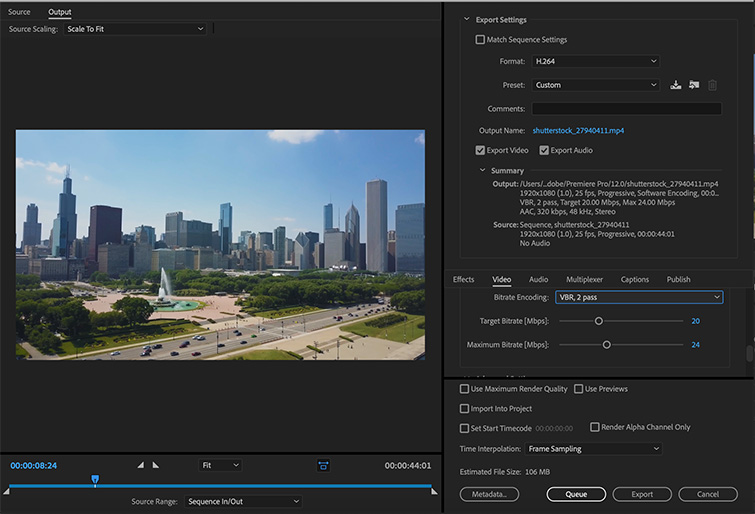 Source Output
Source Scaling: Scale To Fit
00:00:08:24 Fit 00:00:44:01
Source Range: Sequence In/Out
Export Settings
Match Sequence Settings
Format: H.264
Preset: Custom
Comments:
Output Name: shutterstock_27940411.mp4
Export Video Export Audio
Summary
Output: /Users/...dobe/Premiere Pro/12.0/shutterstock_27940411.mp4
1920x1080 (1.0), 25 fps, Progressive, Software Encoding, 00:0...
VBR, 2 pass, Target 20.00 Mbps, Max 24.00 Mbps
AAC, 320 kbps, 48 kHz, Stereo
Source: Sequence, shutterstock_27940411
1920x1080 (1.0), 25 fps, Progressive, 00:00:44:01
No Audio
Effects Video Audio Multiplexer Captions Publish
Bitrate Encoding: VBR, 2 pass
Target Bitrate [Mbps]: 20
Maximum Bitrate [Mbps]: 24
Use Maximum Render Quality Use Previews
Import Into Project
Set Start Timecode 00:00:00:00 Render Alpha Channel Only
Time Interpolation: Frame Sampling
Estimated File Size: 106 MB
Metadata... Queue Export Cancel